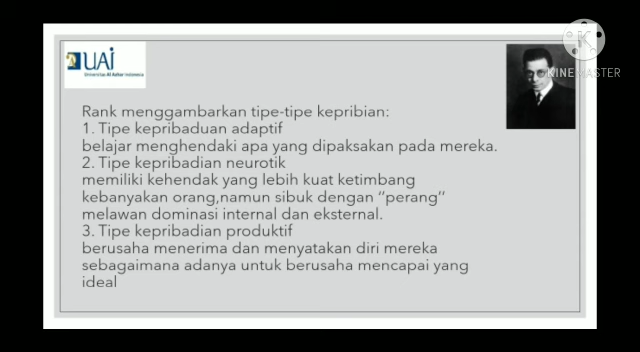 UAI
Universitas Al Azhar Indonesia
K
KINEMASTER
Rank menggambarkan tipe-tipe kepribian:
1. Tipe kepribaduan adaptif
belajar menghendaki apa yang dipaksakan pada mereka.
2. Tipe kepribadian neurotik
memiliki kehendak yang lebih kuat ketimbang
kebanyakan orang,namun sibuk dengan ‘‘perang’’
melawan dominasi internal dan eksternal.
3. Tipe kepribadian produktif
berusaha menerima dan menyatakan diri mereka
sebagaimana adanya untuk berusaha mencapai yang
ideal